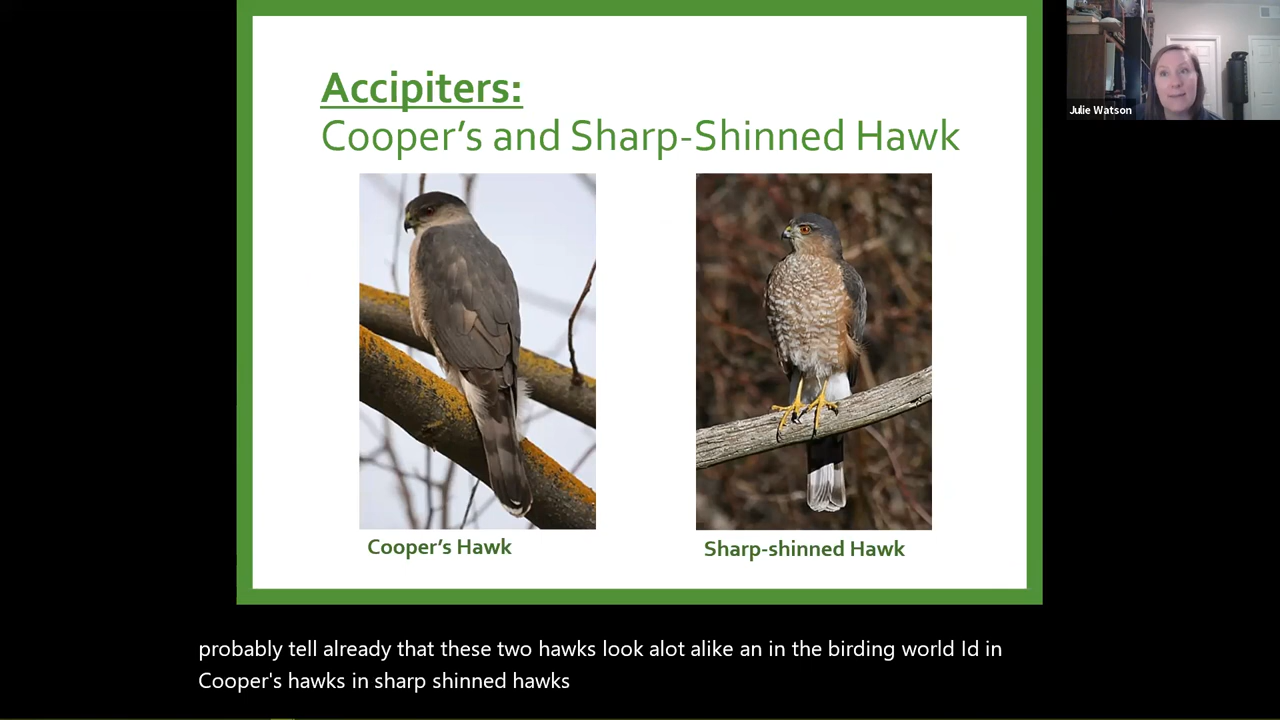 Accipiters:
Cooper’s and Sharp-Shinned Hawk
Julie Watson
Cooper’s Hawk
Sharp-shinned Hawk
probably tell already that these two hawks look alot alike an in the birding world Id in
Cooper's hawks in sharp shinned hawks